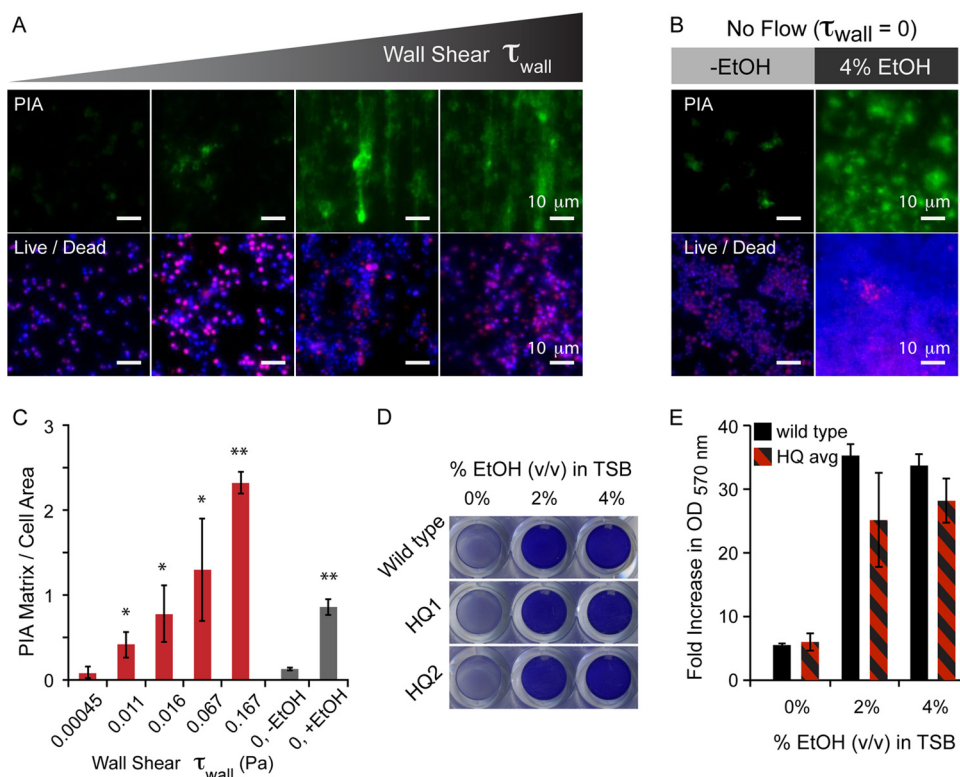 A
Wall Shear τwall
PIA
10 μm
Live / Dead
10 μm
B
No Flow (τwall = 0)
-EtOH
4% EtOH
PIA
10 μm
Live / Dead
10 μm
C
PIA Matrix / Cell Area
3
2
1
0
*
*
*
**
**
0.00045
0.011
0.016
0.067
0.167
0, -EtOH
0, +EtOH
Wall Shear τwall (Pa)
D
% EtOH (v/v) in TSB
0% 2% 4%
Wild type
HQ1
HQ2
E
Fold Increase in OD 570 nm
40
30
20
10
0
wild type
HQ avg
0% 2% 4%
% EtOH (v/v) in TSB